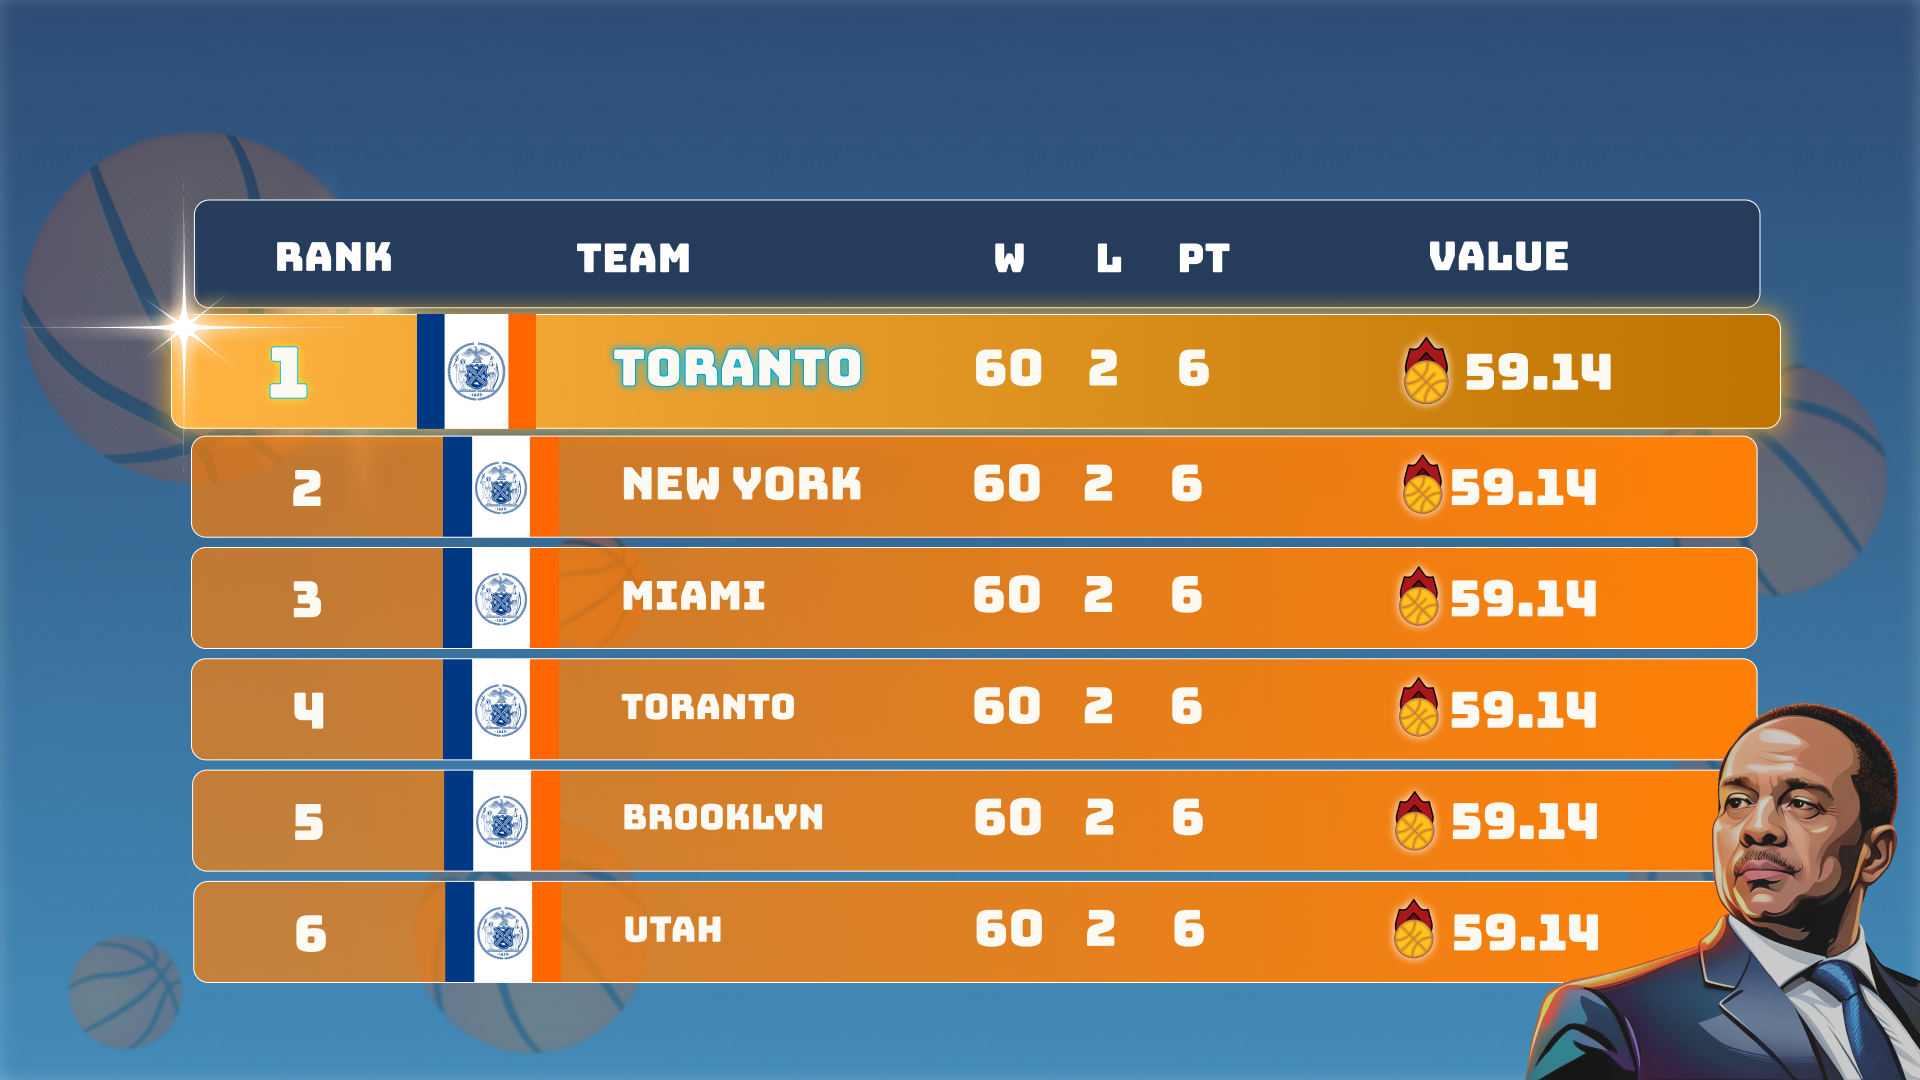 RANK TEAM W L PT VALUE
1 TORANTO 60 2 6 59.14
2 NEW YORK 60 2 6 59.14
3 MIAMI 60 2 6 59.14
4 TORANTO 60 2 6 59.14
5 BROOKLYN 60 2 6 59.14
6 UTAH 60 2 6 59.14